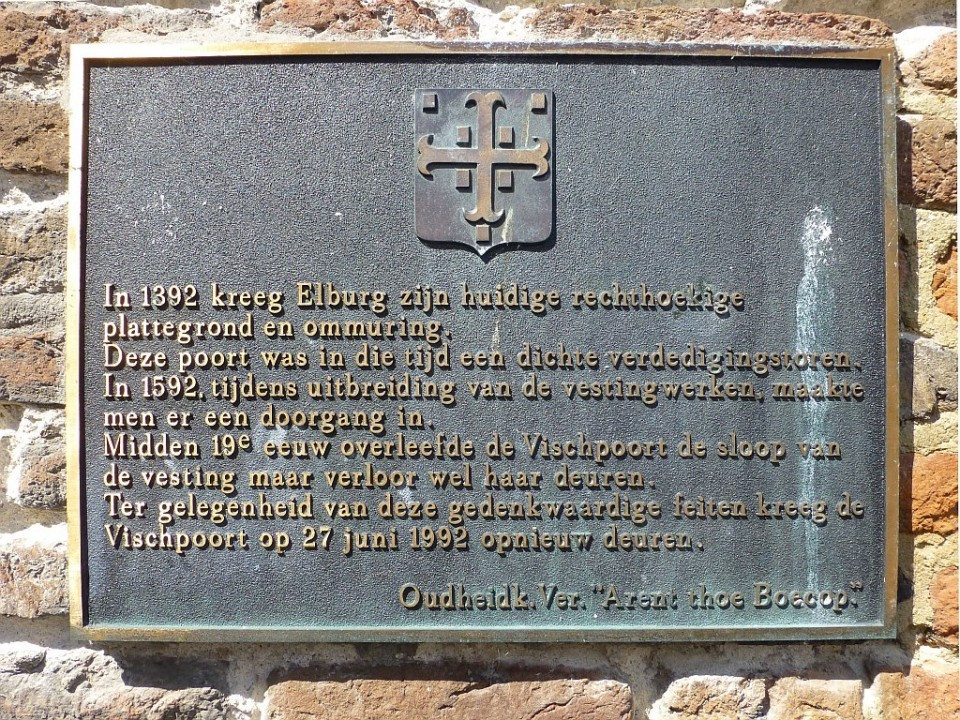 In 1392 kreeg Elburg zijn huidige rechthoekige
plattegrond en ommuring.
Deze poort was in die tijd een dichte verdedigingstoren.
In 1592, tijdens uitbreiding van de vestingwerken, maakte
men er een doorgang in.
Midden 19e eeuw overleefde de Vischpoort de sloop van
de vesting maar verloor wel haar deuren.
Ter gelegenheid van deze gedenkwaardige feiten kreeg de
Vischpoort op 27 juni 1992 opnieuw deuren.
Oudheidk. Ver. "Arent thoe Boecop."